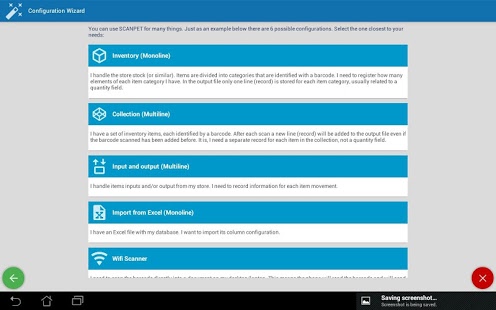 Configuration Wizard
You can use SCANPET for many things. Just as an example below there are 6 possible configurations. Select the one closest to your
needs:
Inventory (Monoline)
I handle the store stock (or similar). Items are divided into categories that are identified with a barcode. I need to register how many
elements of each item category I have. In the output file only one line (record) is stored for each item category, usually related to a
quantity field.
Collection (Multiline)
I have a set of inventory items, each identified by a barcode. After each scan a new line (record) will be added to the output file even if
the barcode scanned has been added before. It is, I need a separate record for each item in the collection, not a quantity field.
Input and output (Multiline)
I handle items inputs and/or output from my store. I need to record information for each item movement.
Import from Excel (Monoline)
I have an Excel file with my database. I want to import its column configuration.
Wifi Scanner
Saving screenshot...
Screenshot is being saved.